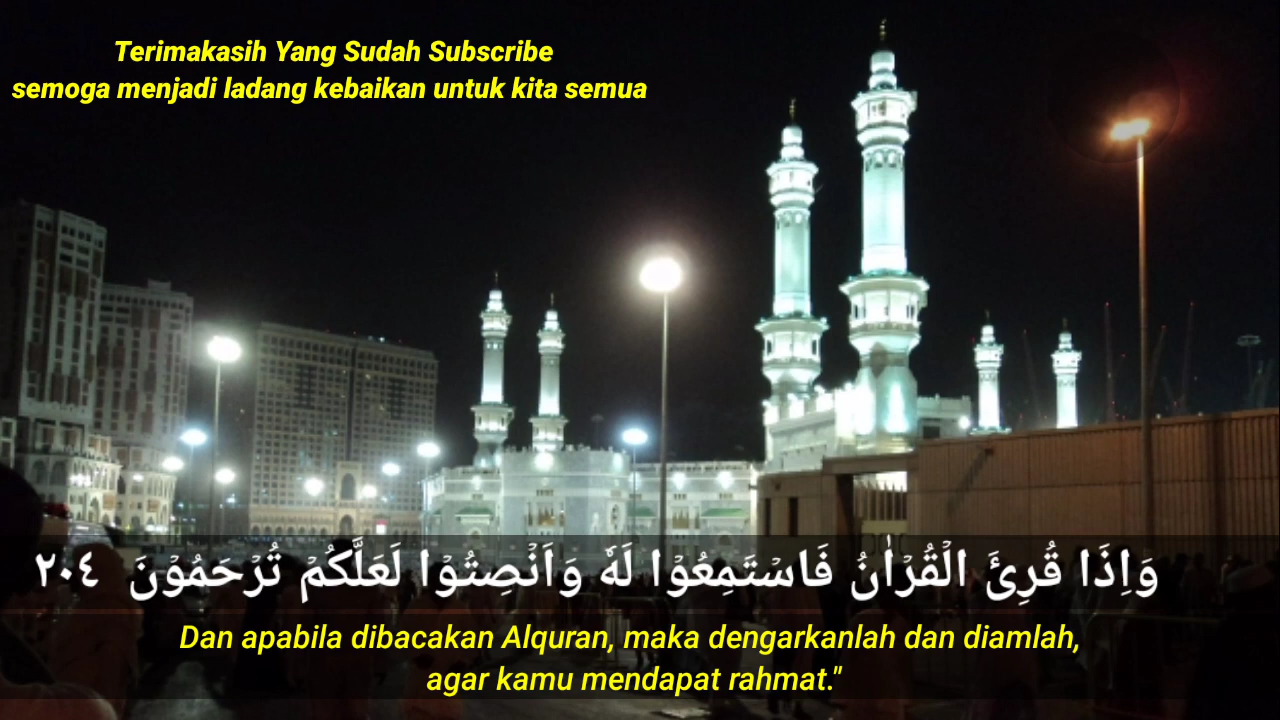 Terimakasih Yang Sudah Subscribe
semoga menjadi ladang kebaikan untuk kita semua
وَاِذَا قُرِئَ الْقُرْاٰنُ فَاسْتَمِعُوْا لَهٗ وَاَنْصِتُوْا لَعَلَّكُمْ تُرْحَمُوْنَ ٢٠٤
Dan apabila dibacakan Alquran, maka dengarkanlah dan diamlah,
agar kamu mendapat rahmat."